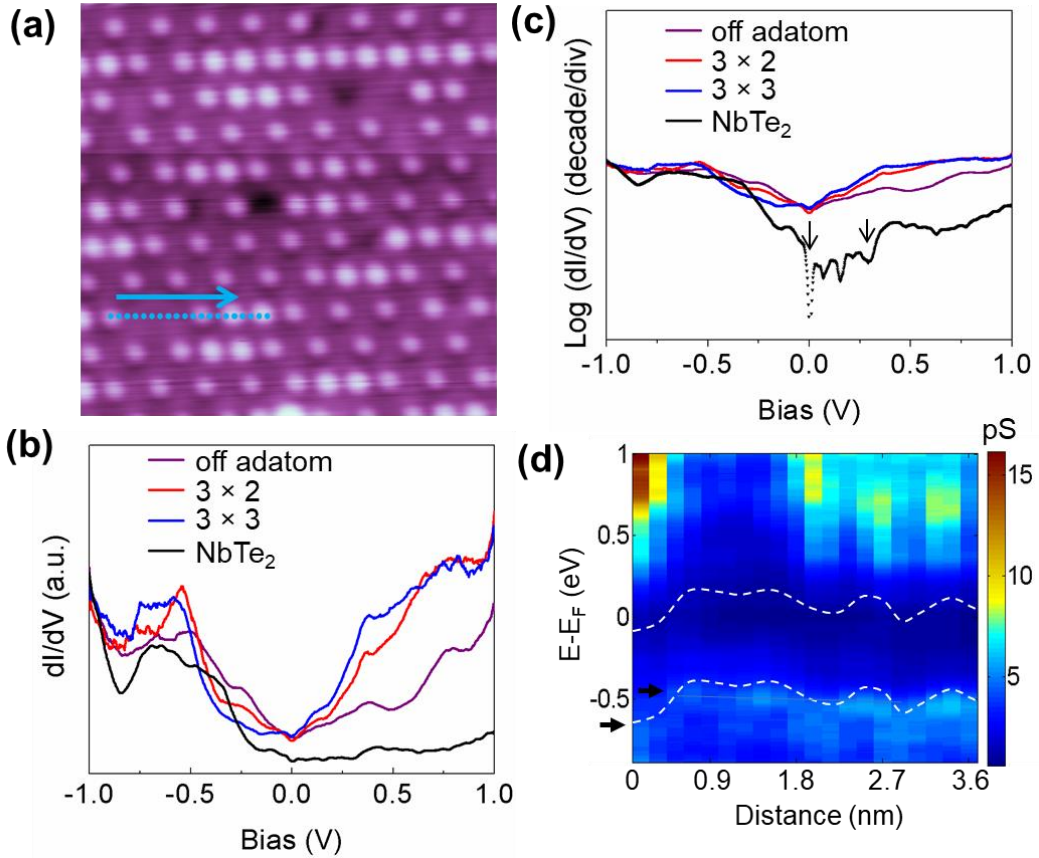 (a)
(c)
off adatom
3 × 2
3 × 3
NbTe₂
Log (dI/dV) (decade/div)
-1.0 -0.5 0.0 0.5 1.0
Bias (V)
(b)
off adatom
3 × 2
3 × 3
NbTe₂
dI/dV (a.u.)
-1.0 -0.5 0.0 0.5 1.0
Bias (V)
(d)
pS
1
0.5
0
-0.5
E-E_F (eV)
0 0.9 1.8 2.7 3.6
Distance (nm)
15
10
5